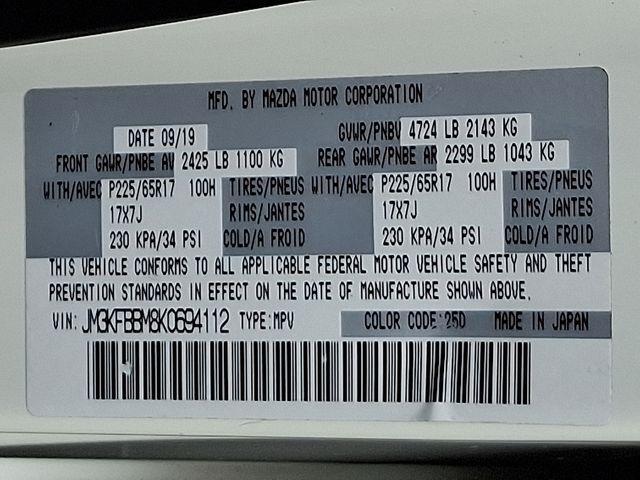 MFD. BY MAZDA MOTOR CORPORATION
DATE 09/19 GVWR/PNBV 4724 LB 2143 KG
FRONT GAWR/PNBE AV 2425 LB 1100 KG REAR GAWR/PNBE AR 2299 LB 1043 KG
WITH/AVEC P225/65R17 100H TIRES/PNEUS WITH/AVEC P225/65R17 100H TIRES/PNEUS
17X7J RIMS/JANTES 17X7J RIMS/JANTES
230 KPA/34 PSI COLD/A FROID 230 KPA/34 PSI COLD/A FROID
THIS VEHICLE CONFORMS TO ALL APPLICABLE FEDERAL MOTOR VEHICLE SAFETY AND THEFT
PREVENTION STANDARDS IN EFFECT ON THE DATE OF MANUFACTURE SHOWN ABOVE.
VIN: JM3KFBBM8K0694112 TYPE:MPV COLOR CODE:25D MADE IN JAPAN